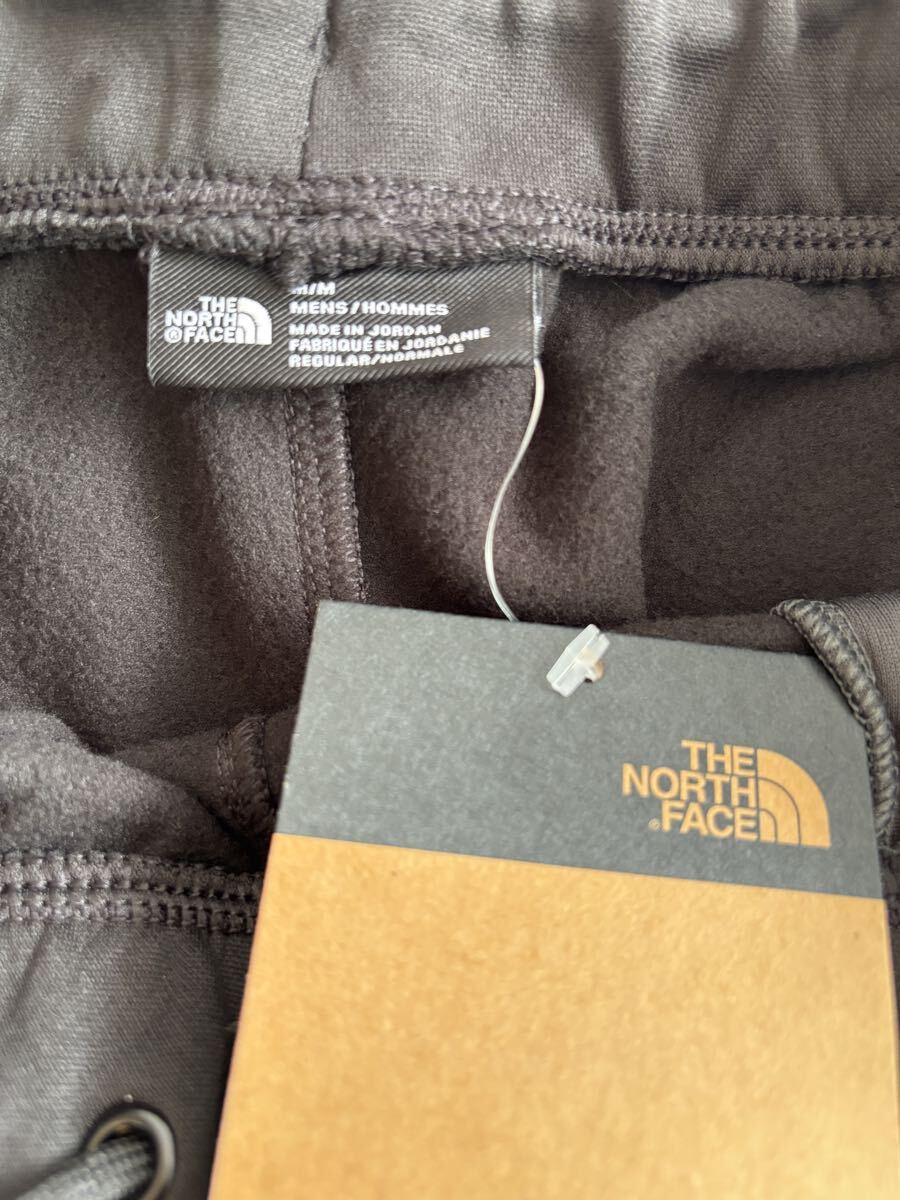 THE
NORTH
FACE
M/M
MENS/HOMMES
MADE IN JORDAN
FABRIQUÉ EN JORDANIE
REGULAR/NORMALE
THE
NORTH
FACE